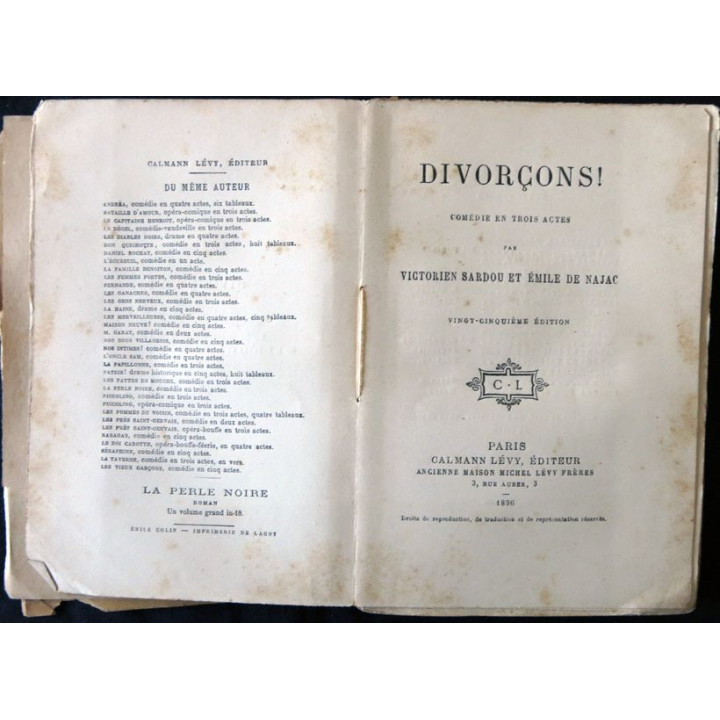 CALMANN LÉVY, ÉDITEUR
DU MÊME AUTEUR
ANDRÉA, comédie en quatre actes, six tableaux.
BATAILLE D'AMOUR, opéra-comique en trois actes.
LE CAPITAINE HENRIOT, opéra-comique en trois actes.
LE DÉGEL, comédie-vaudeville en trois actes.
LES DIABLES NOIRS, drame en quatre actes.
DON QUICHOTTE, comédie en trois actes, huit tableaux.
DANIEL ROCHAT, comédie en cinq actes.
L'ÉCUREUIL, comédie en un acte.
LA FAMILLE BENOITON, comédie en cinq actes.
LES FEMMES FORTES, comédie en trois actes.
FERNANDE, comédie en quatre actes.
LES GANACHES, comédie en quatre actes.
LES GENS NERVEUX, comédie en trois actes.
LA HAINE, drame en cinq actes.
LES MERVEILLEUSES, comédie en quatre actes, cinq tableaux.
MAISON NEUVE! comédie en cinq actes.
M. GARAT, comédie en deux actes.
NOS BONS VILLAGEOIS, comédie en cinq actes.
NOS INTIMES! comédie en quatre actes.
L'ONCLE SAM, comédie en quatre actes.
LA PAPILLONNE, comédie en trois actes.
PATRIE! drame historique en cinq actes, huit tableaux.
LES PATTES DE MOUCHE, comédie en trois actes.
LA PERLE NOIRE, comédie en trois actes.
PICCOLINO, comédie en trois actes.
PICCOLINO, opéra-comique en trois actes.
LES POMMES DU VOISIN, comédie en trois actes, quatre tableaux.
LES PRÉS SAINT-GERVAIS, comédie en deux actes.
LES PRÉS SAINT-GERVAIS, opéra-bouffe en trois actes.
RABAGAS, comédie en cinq actes.
LE ROI CAROTTE, opéra-bouffe-féerie, en quatre actes.
SÉRAPHINE, comédie en cinq actes.
LA TAVERNE, comédie en trois actes, en vers.
LES VIEUX GARÇONS, comédie en cinq actes.
LA PERLE NOIRE
ROMAN
Un volume grand in-18.
ÉMILE COLIN — IMPRIMERIE DE LAGNY
DIVORÇONS!
COMÉDIE EN TROIS ACTES
PAR
VICTORIEN SARDOU ET ÉMILE DE NAJAC
VINGT-CINQUIÈME ÉDITION
C · L
PARIS
CALMANN LÉVY, ÉDITEUR
ANCIENNE MAISON MICHEL LÉVY FRÈRES
3, RUE AUBER, 3
1896
Droits de reproduction, de traduction et de représentation réservés.